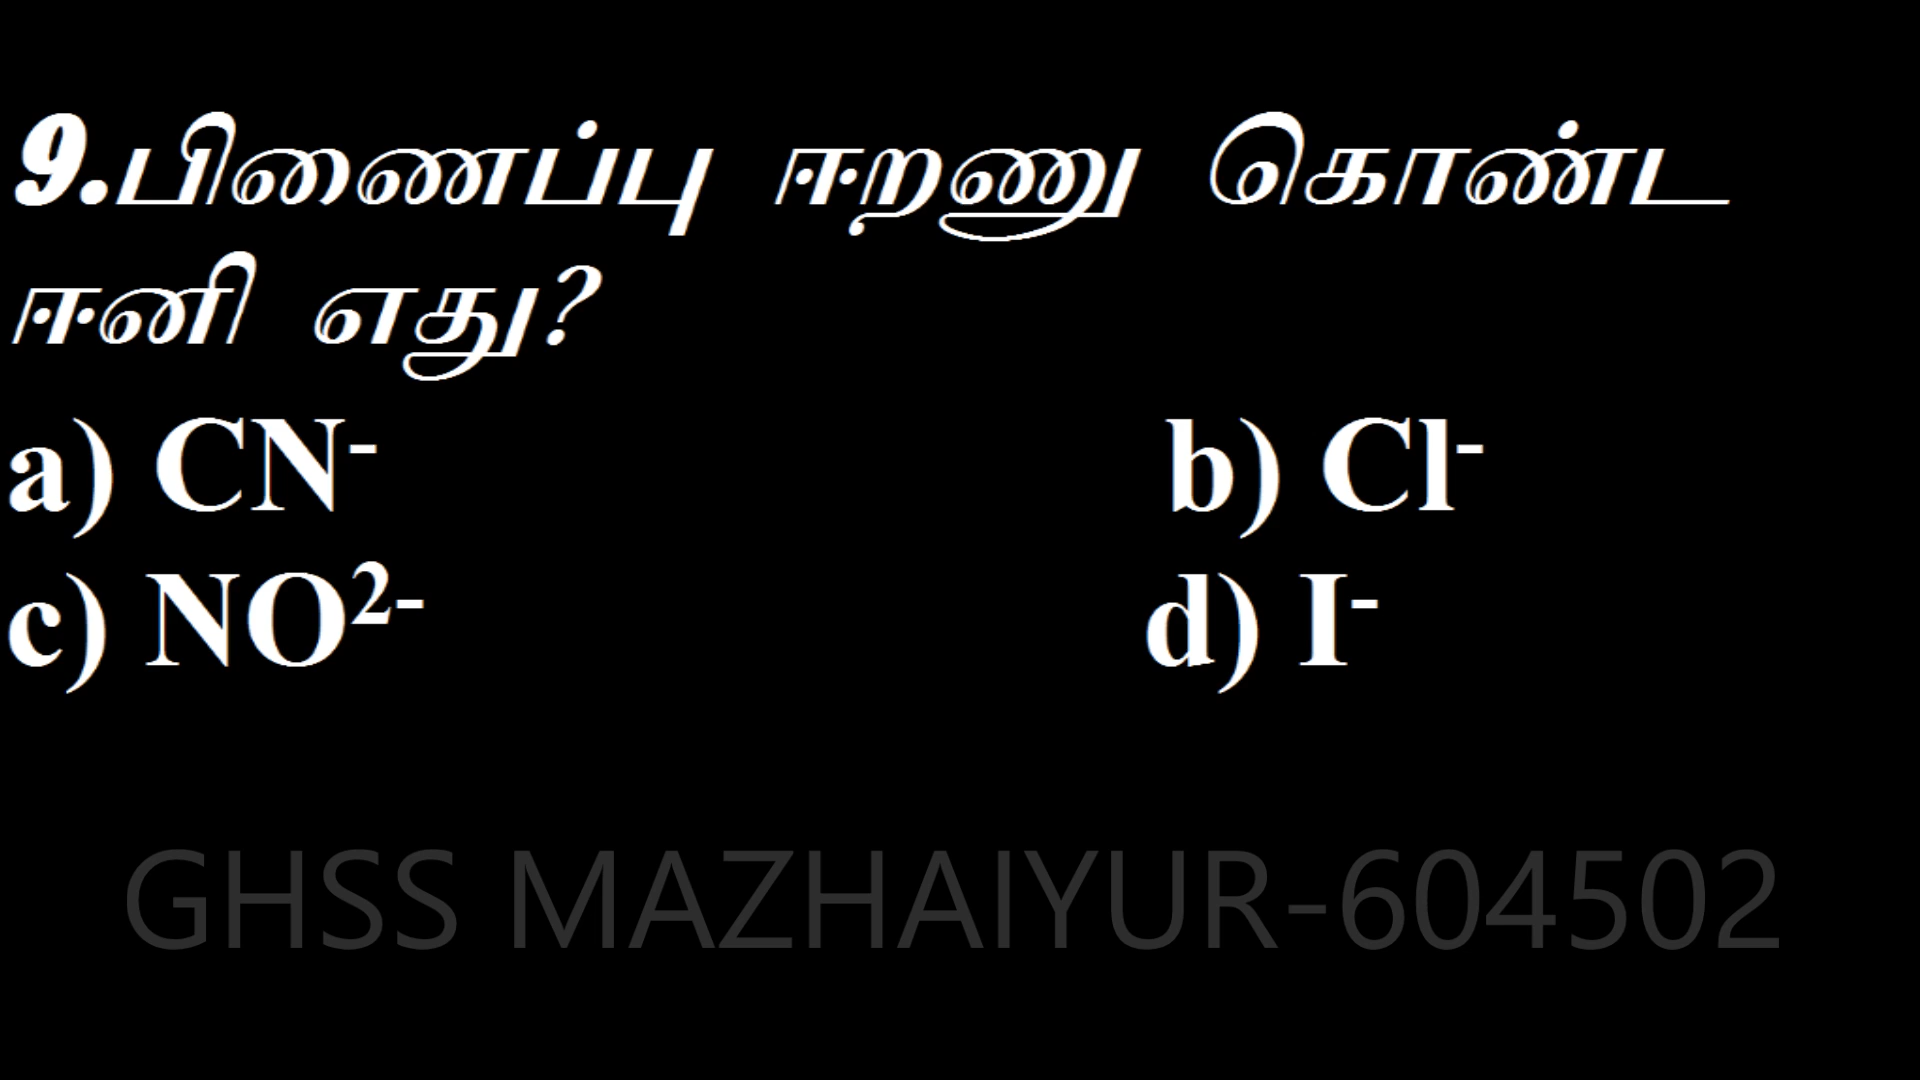 9.பிணைப்பு ஈறணு கொண்ட
ஈனி எது?
a) CN⁻ b) Cl⁻
c) NO²⁻ d) I⁻
GHSS MAZHAIYUR-604502